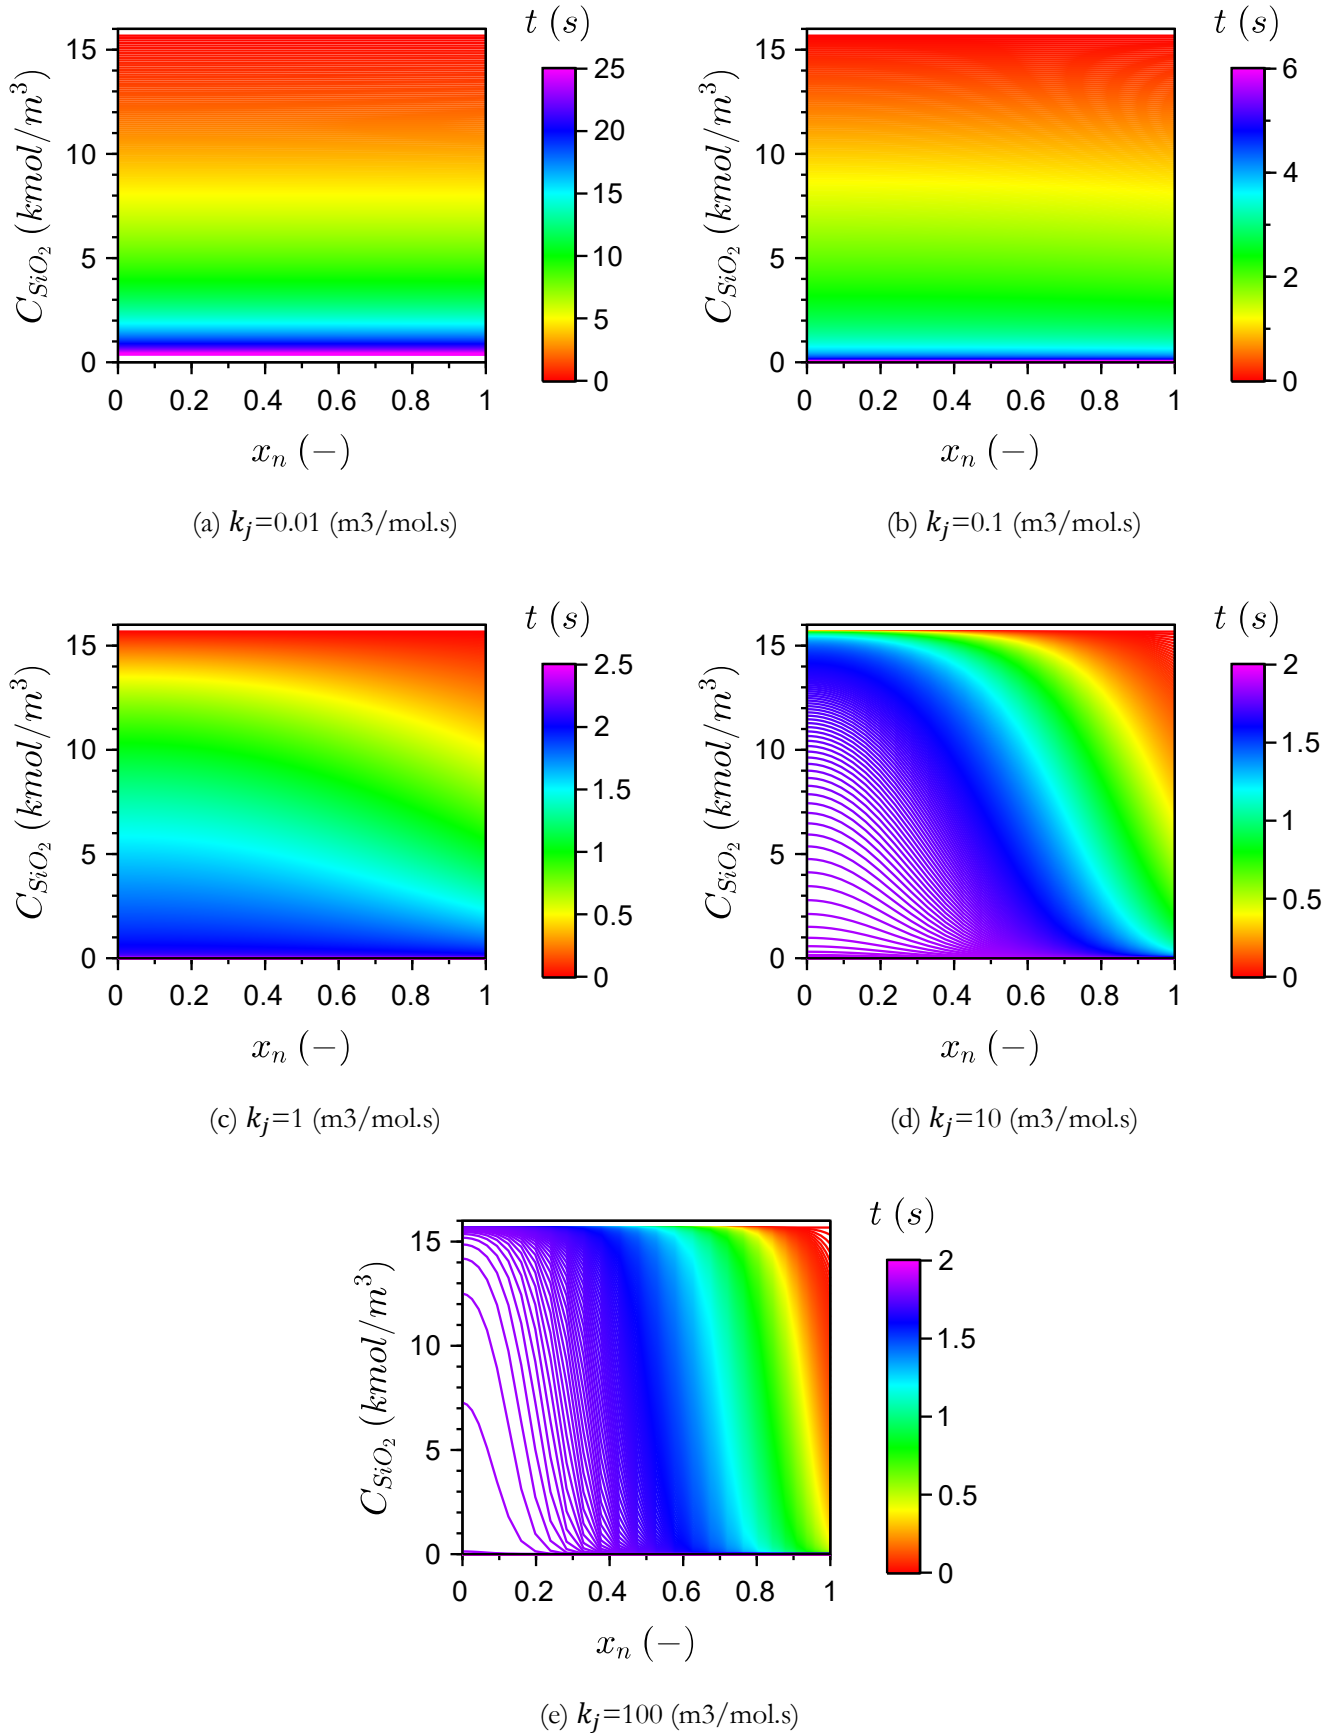 t (s)
t (s)
C_{SiO_2} (kmol/m^3)
15
10
5
0
25
20
15
10
5
0
C_{SiO_2} (kmol/m^3)
15
10
5
0
6
4
2
0
0 0.2 0.4 0.6 0.8 1
0 0.2 0.4 0.6 0.8 1
x_n (−)
x_n (−)
(a) k_j=0.01 (m3/mol.s)
(b) k_j=0.1 (m3/mol.s)
t (s)
t (s)
C_{SiO_2} (kmol/m^3)
15
10
5
0
2.5
2
1.5
1
0.5
0
C_{SiO_2} (kmol/m^3)
15
10
5
0
2
1.5
1
0.5
0
0 0.2 0.4 0.6 0.8 1
0 0.2 0.4 0.6 0.8 1
x_n (−)
x_n (−)
(c) k_j=1 (m3/mol.s)
(d) k_j=10 (m3/mol.s)
t (s)
C_{SiO_2} (kmol/m^3)
15
10
5
0
2
1.5
1
0.5
0
0 0.2 0.4 0.6 0.8 1
x_n (−)
(e) k_j=100 (m3/mol.s)